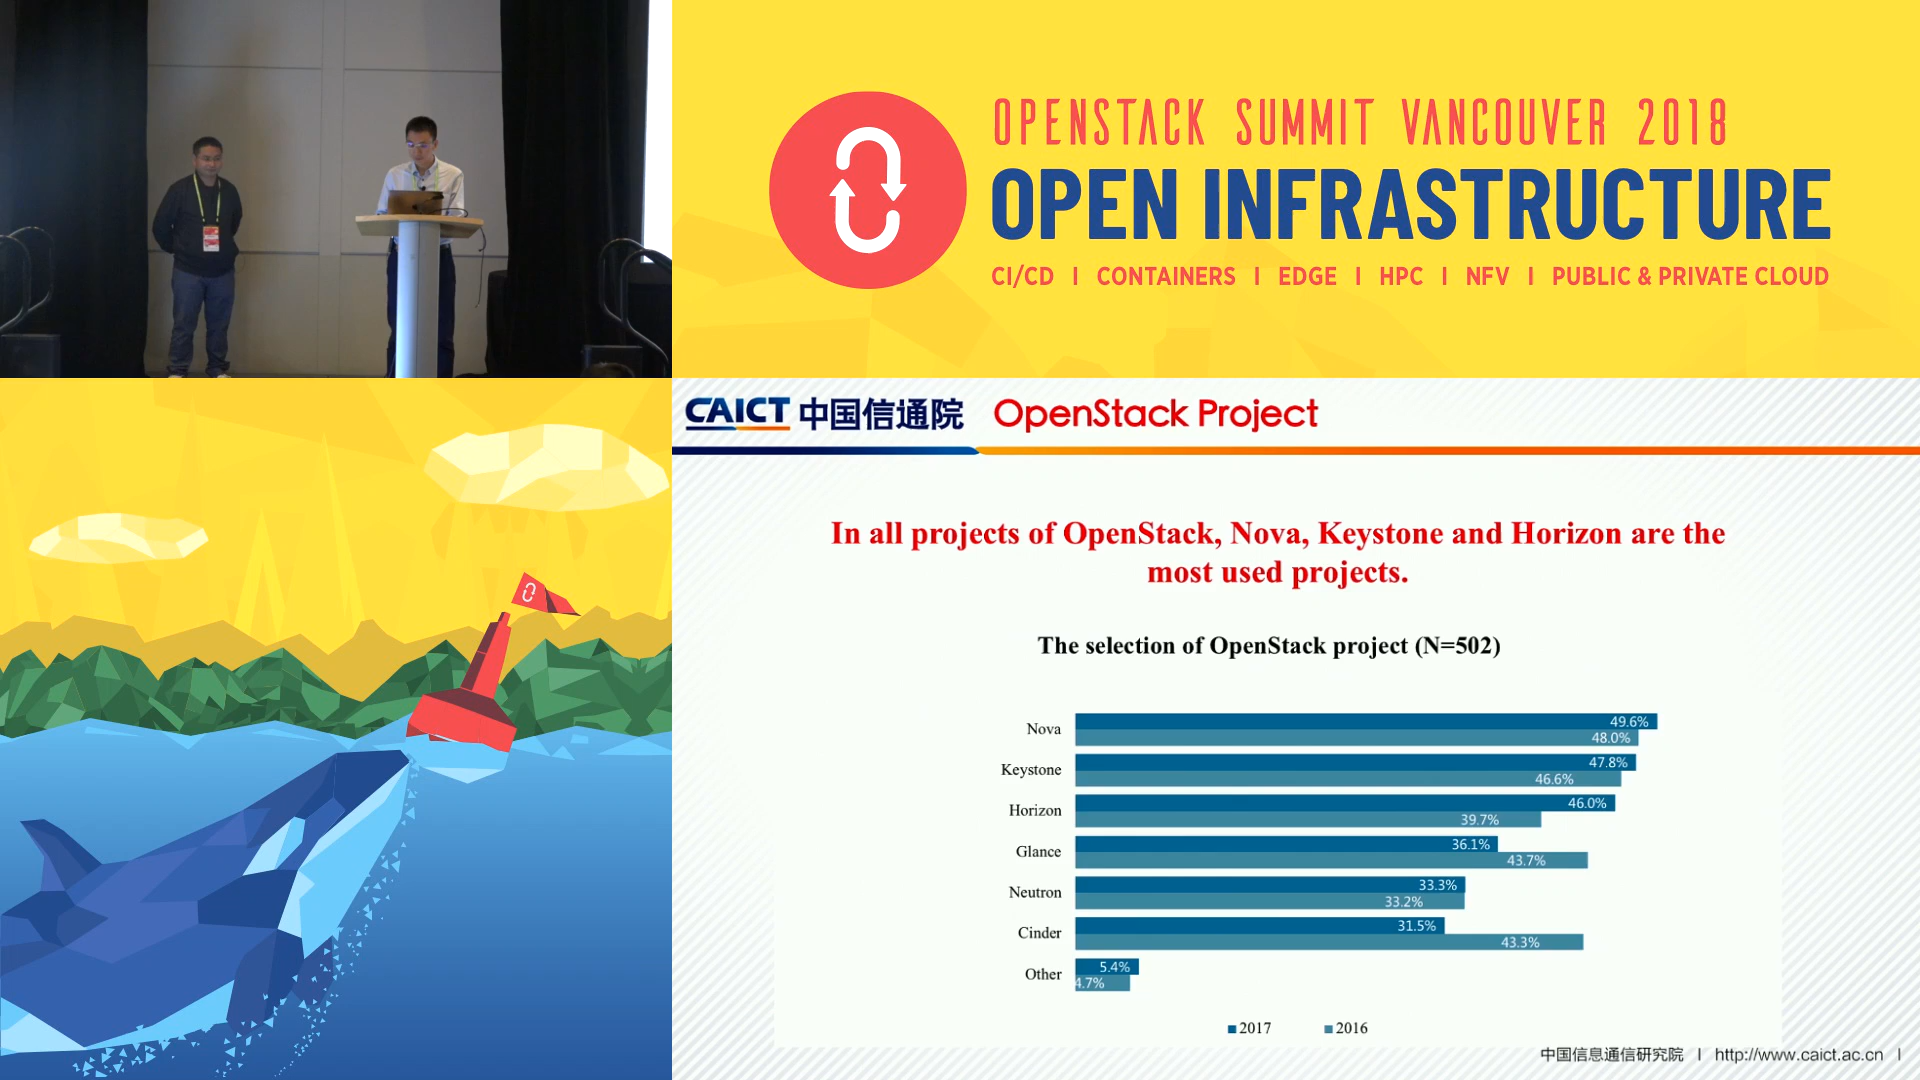 OPENSTACK SUMMIT VANCOUVER 2018
OPEN INFRASTRUCTURE
CI/CD | CONTAINERS | EDGE | HPC | NFV | PUBLIC & PRIVATE CLOUD
CAICT 中国信通院 OpenStack Project
In all projects of OpenStack, Nova, Keystone and Horizon are the
most used projects.
The selection of OpenStack project (N=502)
Nova 49.6%
48.0%
Keystone 47.8%
46.6%
Horizon 46.0%
39.7%
Glance 36.1%
43.7%
Neutron 33.3%
33.2%
Cinder 31.5%
43.3%
Other 5.4%
4.7%
2017 2016
中国信息通信研究院 | http://www.caict.ac.cn |